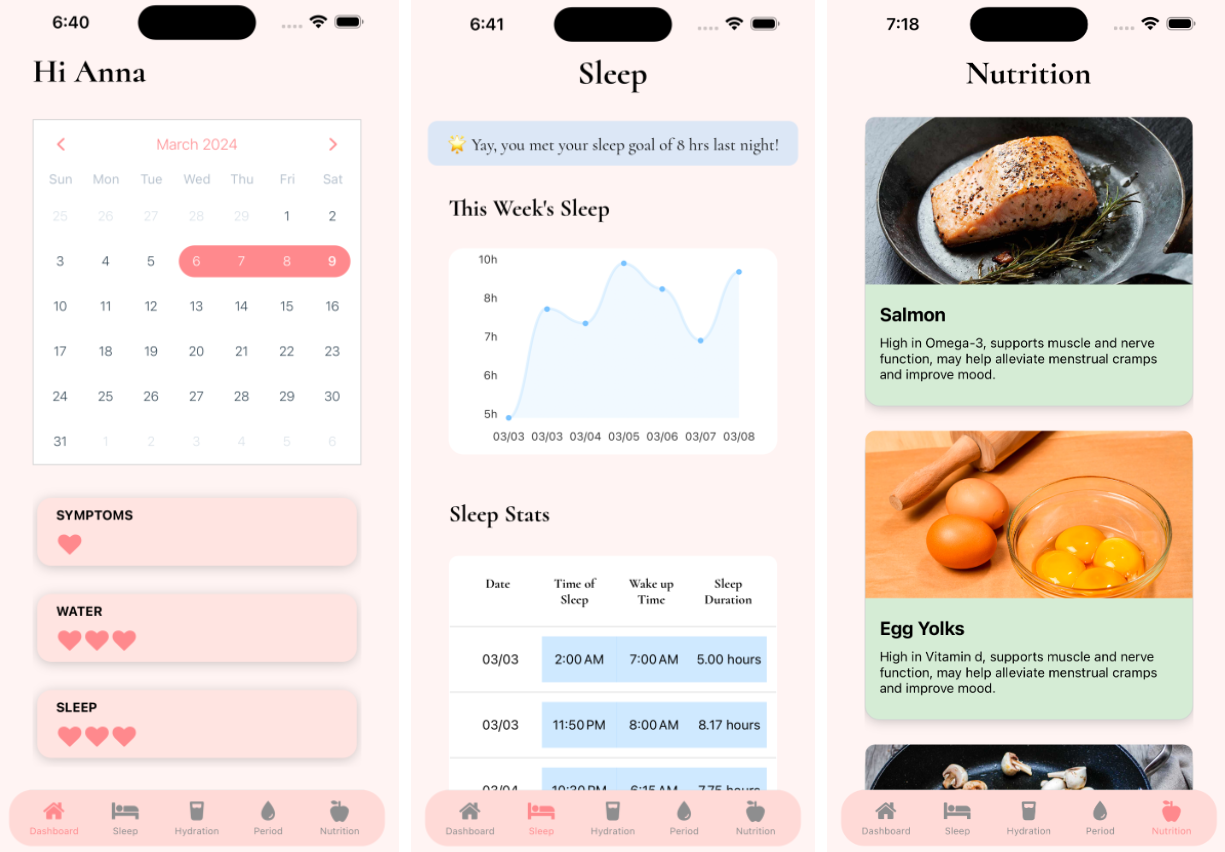 6:40
Hi Anna
March 2024
Sun Mon Tue Wed Thu Fri Sat
25 26 27 28 29 1 2
3 4 5 6 7 8 9
10 11 12 13 14 15 16
17 18 19 20 21 22 23
24 25 26 27 28 29 30
31 1 2 3 4 5 6
SYMPTOMS
WATER
SLEEP
Dashboard Sleep Hydration Period Nutrition
6:41
Sleep
🌟 Yay, you met your sleep goal of 8 hrs last night!
This Week's Sleep
10h
8h
7h
6h
5h
03/03 03/03 03/04 03/05 03/06 03/07 03/08
Sleep Stats
Date Time of Sleep Wake up Time Sleep Duration
03/03 2:00 AM 7:00 AM 5.00 hours
03/03 11:50 PM 8:00 AM 8.17 hours
03/04 10:30 PM 6:15 AM 7.75 hours
Dashboard Sleep Hydration Period Nutrition
7:18
Nutrition
Salmon
High in Omega-3, supports muscle and nerve
function, may help alleviate menstrual cramps
and improve mood.
Egg Yolks
High in Vitamin d, supports muscle and nerve
function, may help alleviate menstrual cramps
and improve mood.
Dashboard Sleep Hydration Period Nutrition